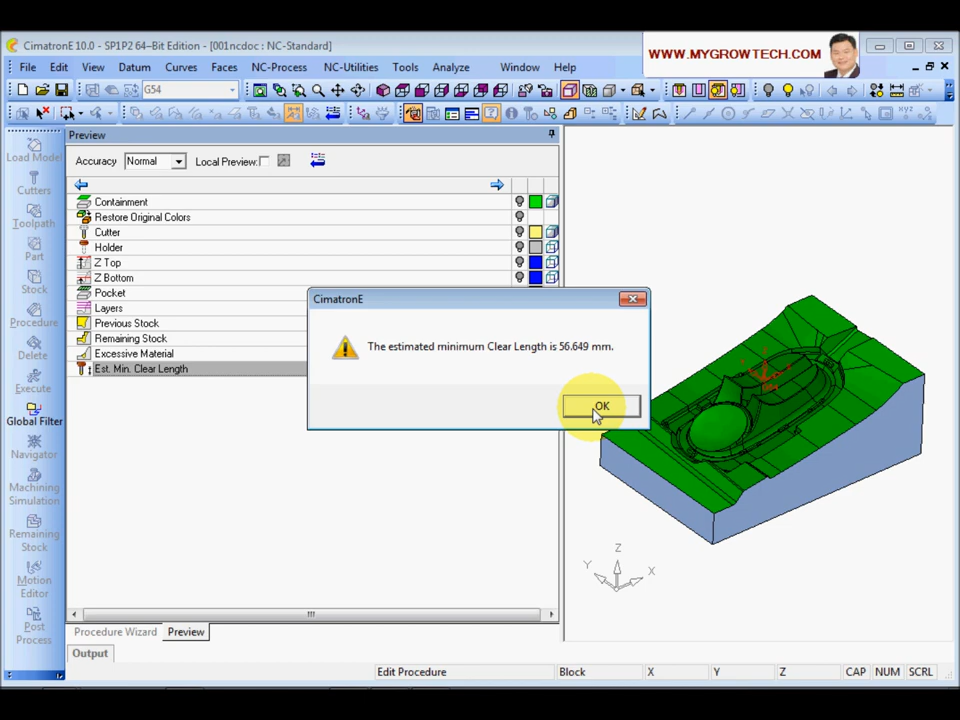 CimatronE 10.0 - SP1P2 64–Bit Edition - [001ncdoc : NC-Standard]
WWW.MYGROWTECH.COM
File Edit View Datum Curves Faces NC-Process NC-Utilities Tools Analyze Window Help
G54
Preview
Load Model
Accuracy Normal Local Preview:
Cutters
Containment
Toolpath
Restore Original Colors
Cutter
Part
Holder
Z Top
Stock
Z Bottom
Pocket
Procedure
Layers
Previous Stock
Remaining Stock
Delete
Excessive Material
Est. Min. Clear Length
Execute
CimatronE
The estimated minimum Clear Length is 56.649 mm.
OK
Global Filter
Navigator
Machining
Simulation
Remaining
Stock
Motion
Editor
Post
Process
Z
Y
X
Procedure Wizard Preview
Output
Edit Procedure Block X Y Z CAP NUM SCRL